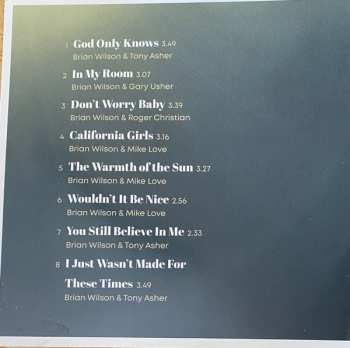 1 God Only Knows 3.49
Brian Wilson & Tony Asher
2 In My Room 3.07
Brian Wilson & Gary Usher
3 Don't Worry Baby 3.39
Brian Wilson & Roger Christian
4 California Girls 3.16
Brian Wilson & Mike Love
5 The Warmth of the Sun 3.27
Brian Wilson & Mike Love
6 Wouldn't It Be Nice 2.56
Brian Wilson & Mike Love
7 You Still Believe In Me 2.33
Brian Wilson & Tony Asher
8 I Just Wasn't Made For
These Times 3.49
Brian Wilson & Tony Asher